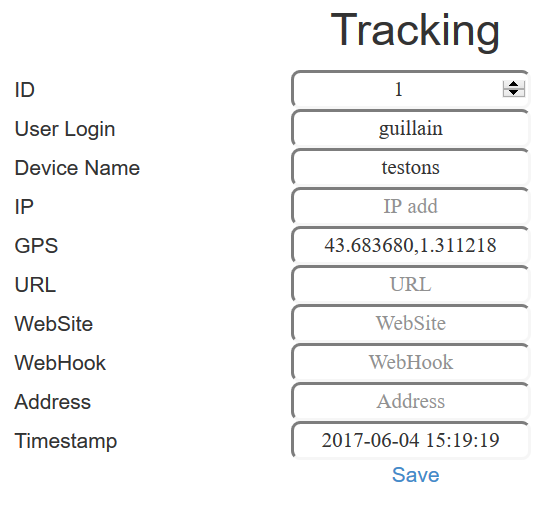 Tracking
ID 1
User Login guillain
Device Name testons
IP IP add
GPS 43.683680,1.311218
URL URL
WebSite WebSite
WebHook WebHook
Address Address
Timestamp 2017-06-04 15:19:19
Save